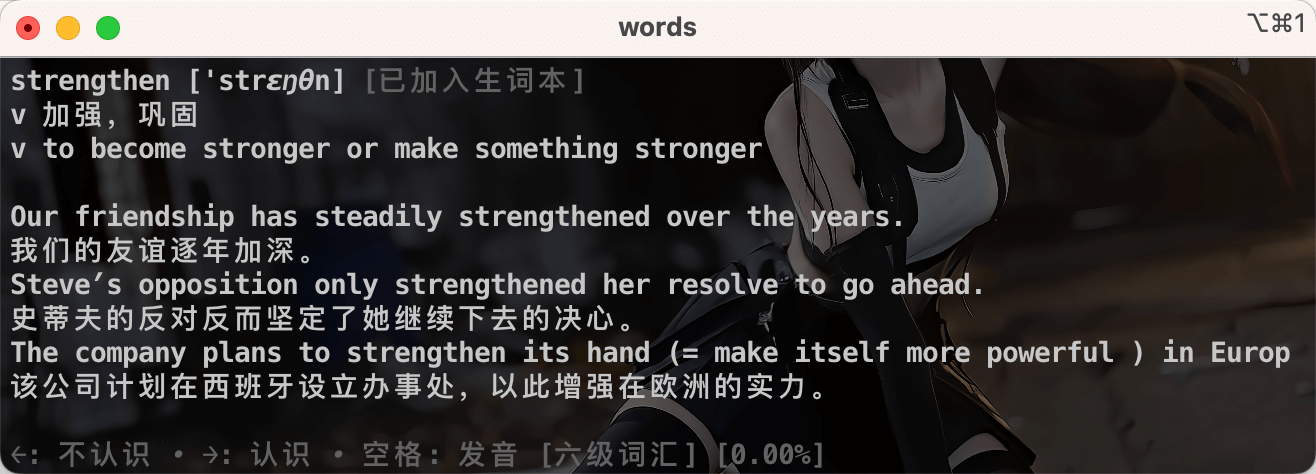 words
⌥⌘1
strengthen ['strɛŋθn] [已加入生词本]
v 加强, 巩固
v to become stronger or make something stronger
Our friendship has steadily strengthened over the years.
我们的友谊逐年加深。
Steve’s opposition only strengthened her resolve to go ahead.
史蒂夫的反对反而坚定了她继续下去的决心。
The company plans to strengthen its hand (= make itself more powerful ) in Europ
该公司计划在西班牙设立办事处, 以此增强在欧洲的实力。
←: 不认识 • →: 认识 • 空格: 发音 [六级词汇] [0.00%]